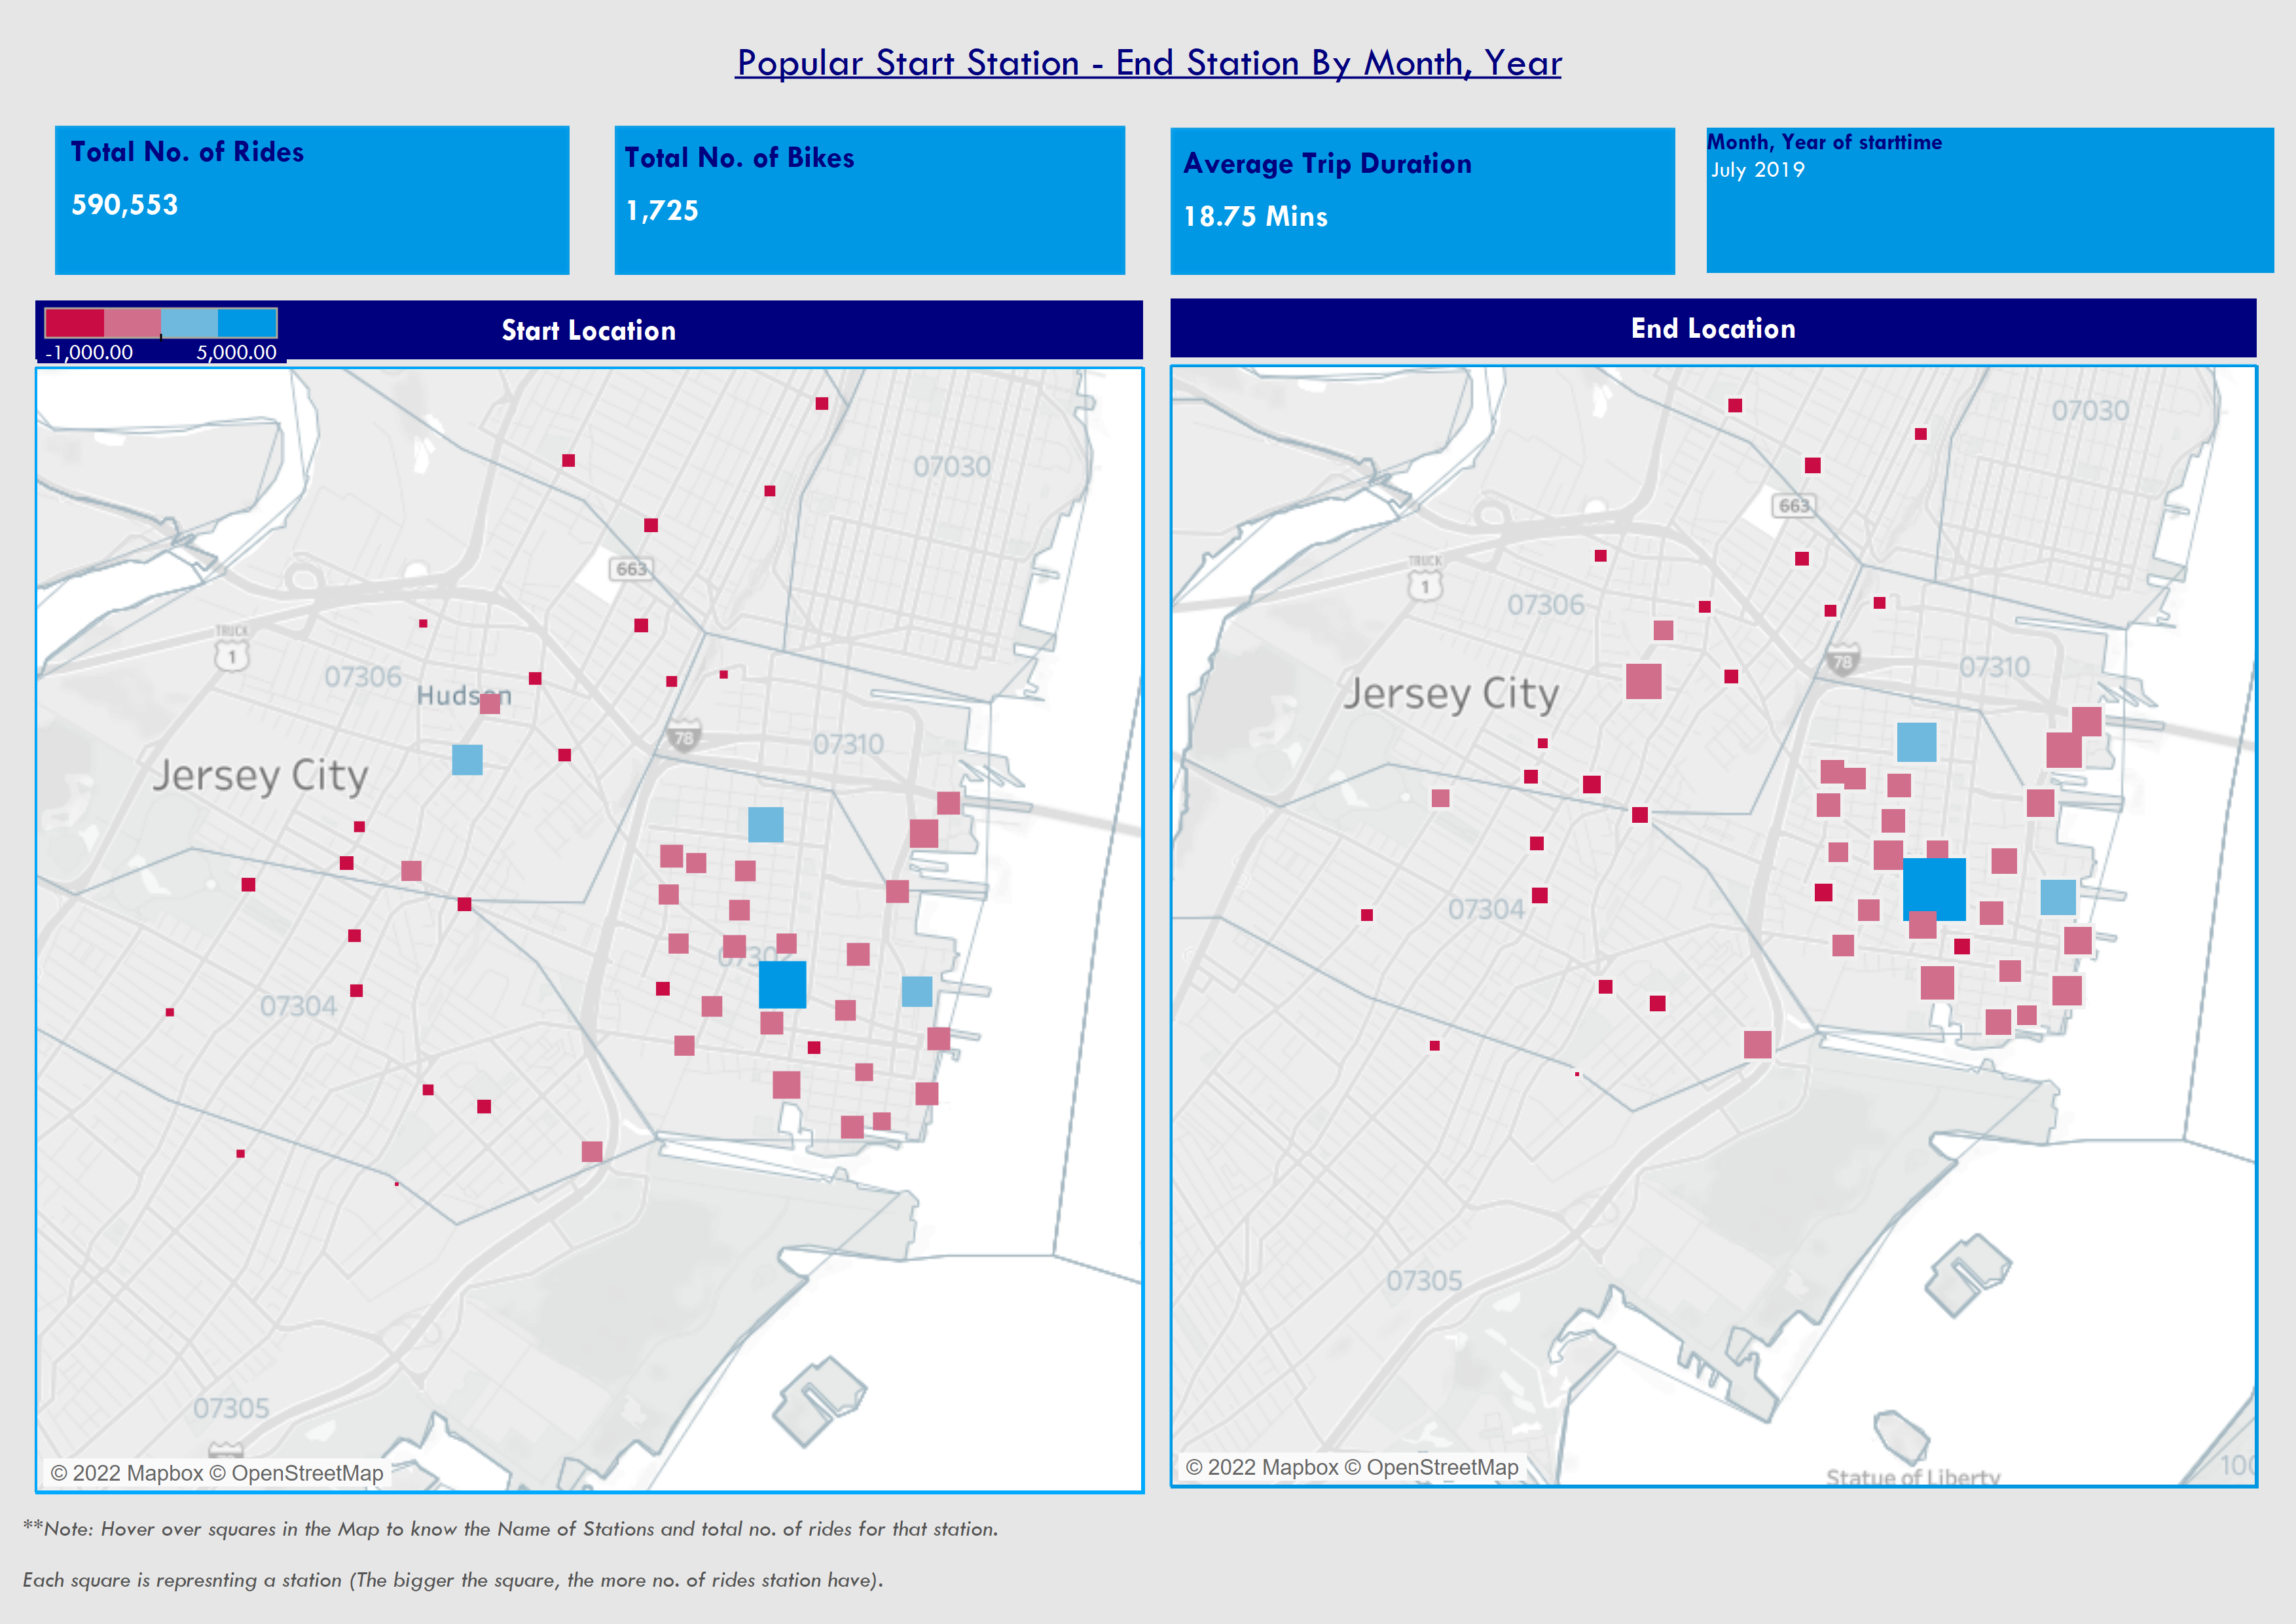 Popular Start Station - End Station By Month, Year
Total No. of Rides
590,553
Total No. of Bikes
1,725
Average Trip Duration
18.75 Mins
Month, Year of starttime
July 2019
-1,000.00
5,000.00
Start Location
End Location
07030
663
TRUCK
1
07306
Hudson
78
07310
Jersey City
07302
07304
07305
© 2022 Mapbox © OpenStreetMap
07030
663
TRUCK
1
07306
78
07310
Jersey City
07304
07305
Statue of Liberty
100
© 2022 Mapbox © OpenStreetMap
**Note: Hover over squares in the Map to know the Name of Stations and total no. of rides for that station.
Each square is represnting a station (The bigger the square, the more no. of rides station have).